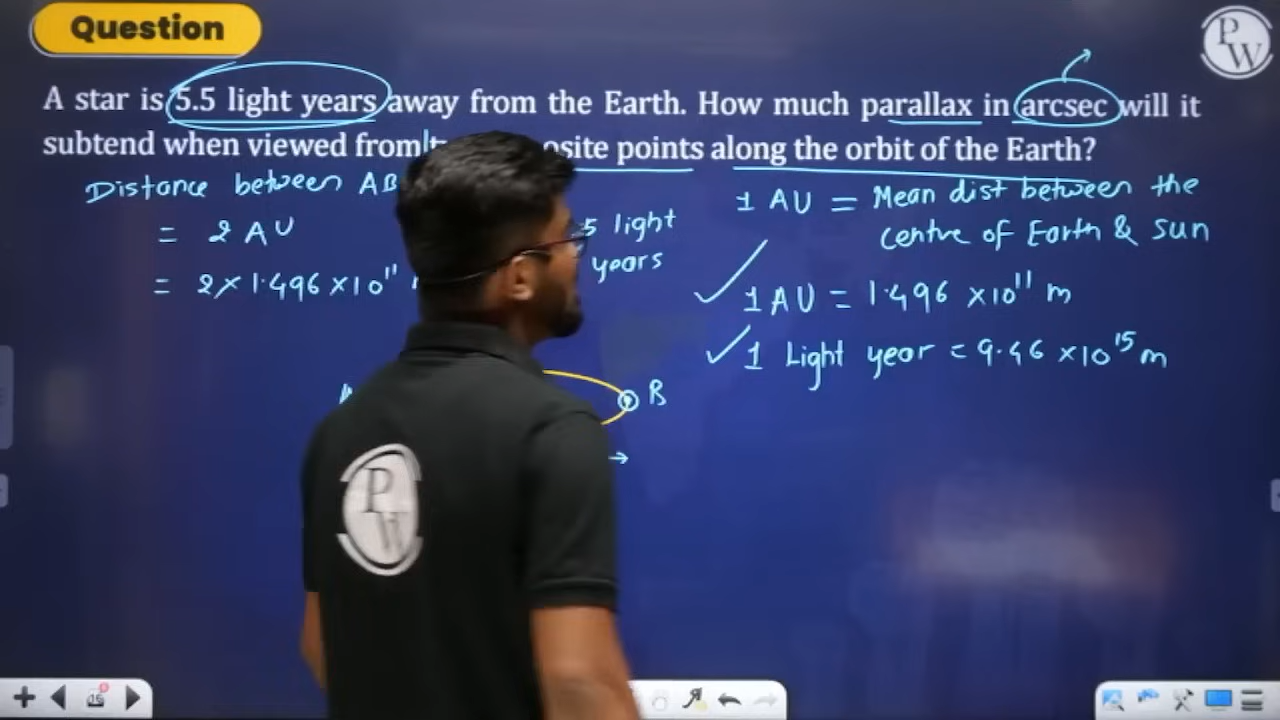 Question
PW
A star is 5.5 light years away from the Earth. How much parallax in arcsec will it
subtend when viewed from points along the orbit of the Earth?
Distance between AB
= 2 AU
= 2 × 1.496 × 10¹¹
5 light
years
B
1 AU = Mean dist between the
centre of Earth & Sun
1 AU = 1.496 × 10¹¹ m
1 Light year = 9.46 × 10¹⁵ m
PW
15